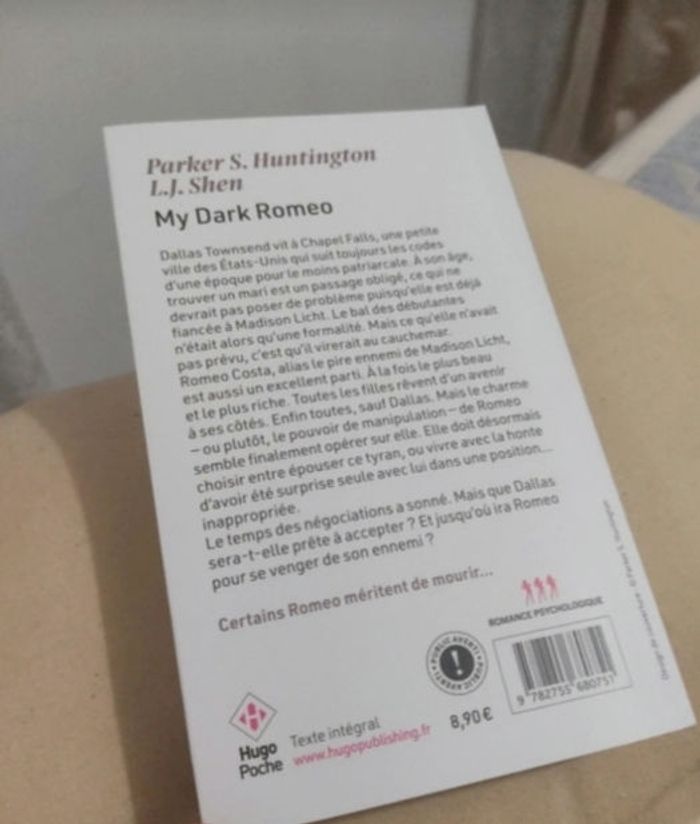 Parker S. Huntington
L.J. Shen
My Dark Romeo
Dallas Townsend vit à Chapel Falls, une petite
ville des États-Unis qui suit toujours les codes
d'une époque pour le moins patriarcale. À son âge,
trouver un mari est un passage obligé, ce qui ne
devrait pas poser de problème puisqu'elle est déjà
fiancée à Madison Licht. Le bal des débutantes
n'était alors qu'une formalité. Mais ce qu'elle n'avait
pas prévu, c'est qu'il virerait au cauchemar.
Romeo Costa, alias le pire ennemi de Madison Licht,
est aussi un excellent parti. À la fois le plus beau
et le plus riche. Toutes les filles rêvent d'un avenir
à ses côtés. Enfin toutes, sauf Dallas. Mais le charme
– ou plutôt, le pouvoir de manipulation – de Romeo
semble finalement opérer sur elle. Elle doit désormais
choisir entre épouser ce tyran, ou vivre avec la honte
d'avoir été surprise seule avec lui dans une position...
inappropriée.
Le temps des négociations a sonné. Mais que Dallas
sera-t-elle prête à accepter ? Et jusqu'où ira Romeo
pour se venger de son ennemi ?
Certains Romeo méritent de mourir...
ROMANCE PSYCHOLOGIQUE
PUBLIC AVERTI
PUBLIC AVERTI
!
9 782755 680751
8,90 €
Hugo
Poche
Texte intégral
www.hugopublishing.fr